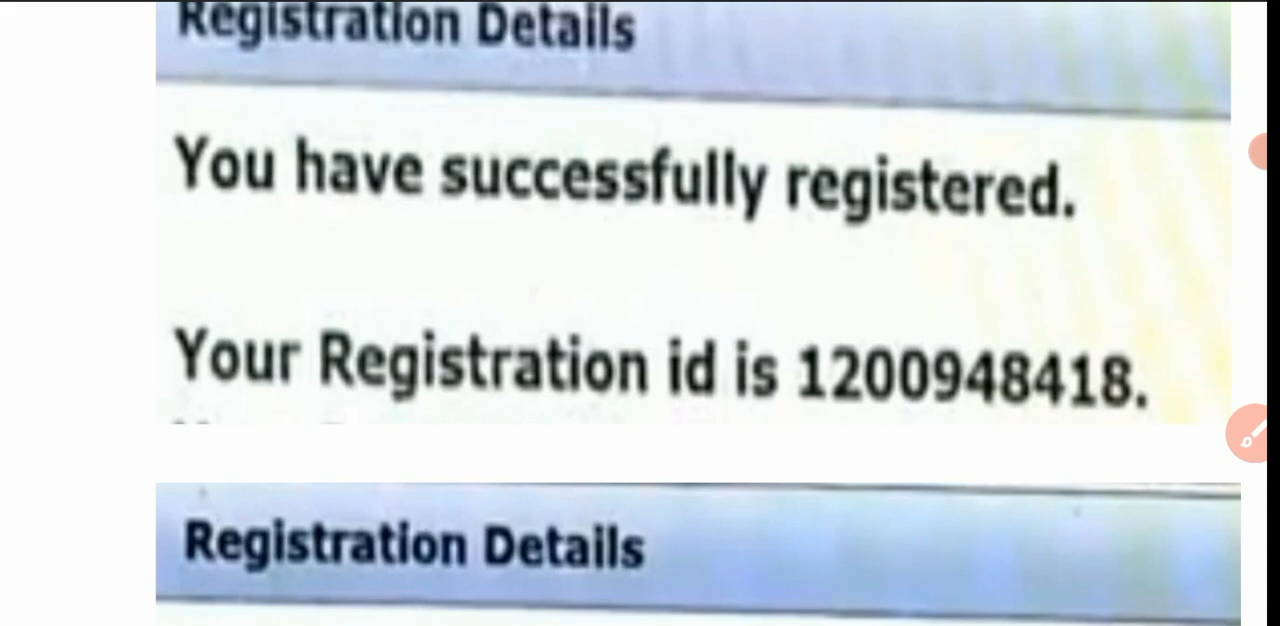 Registration Details
You have successfully registered.
Your Registration id is 1200948418.
Registration Details